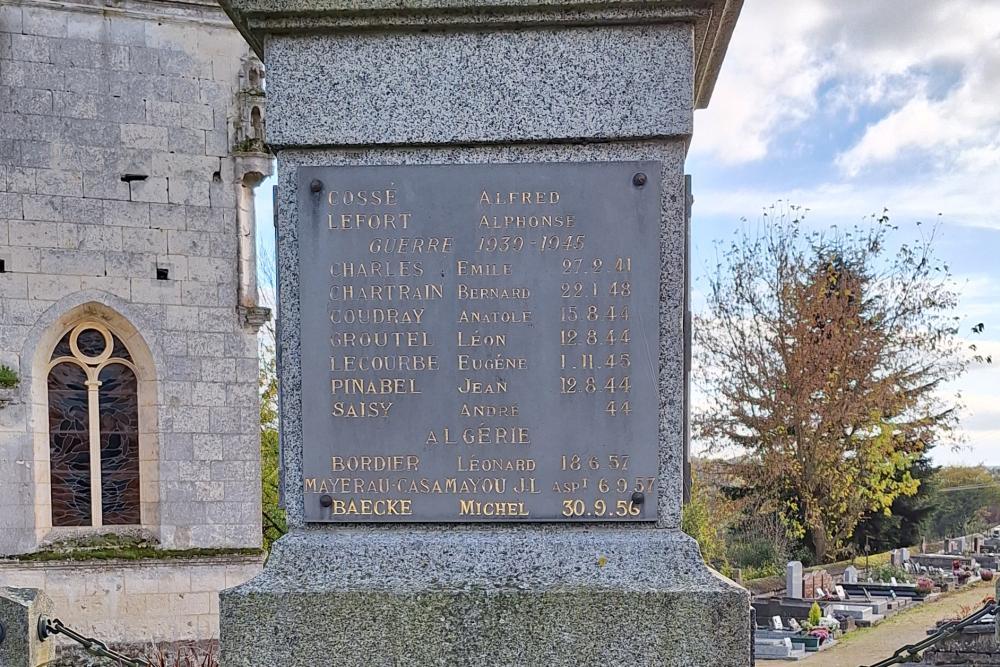 COSSÉ ALFRED
LEFORT ALPHONSE
GUERRE 1939-1945
CHARLES EMILE 27.2.41
CHARTRAIN BERNARD 22.1.48
COUDRAY ANATOLE 15.8.44
GROUTEL LÉON 12.8.44
LECOURBE EUGÉNE 1.11.45
PINABEL JEAN 12.8.44
SAISY ANDRÉ 44
ALGÉRIE
BORDIER LÉONARD 18.6.57
MAYERAU-CASAMAYOU J.L ASPT 6.9.57
BAECKE MICHEL 30.9.56